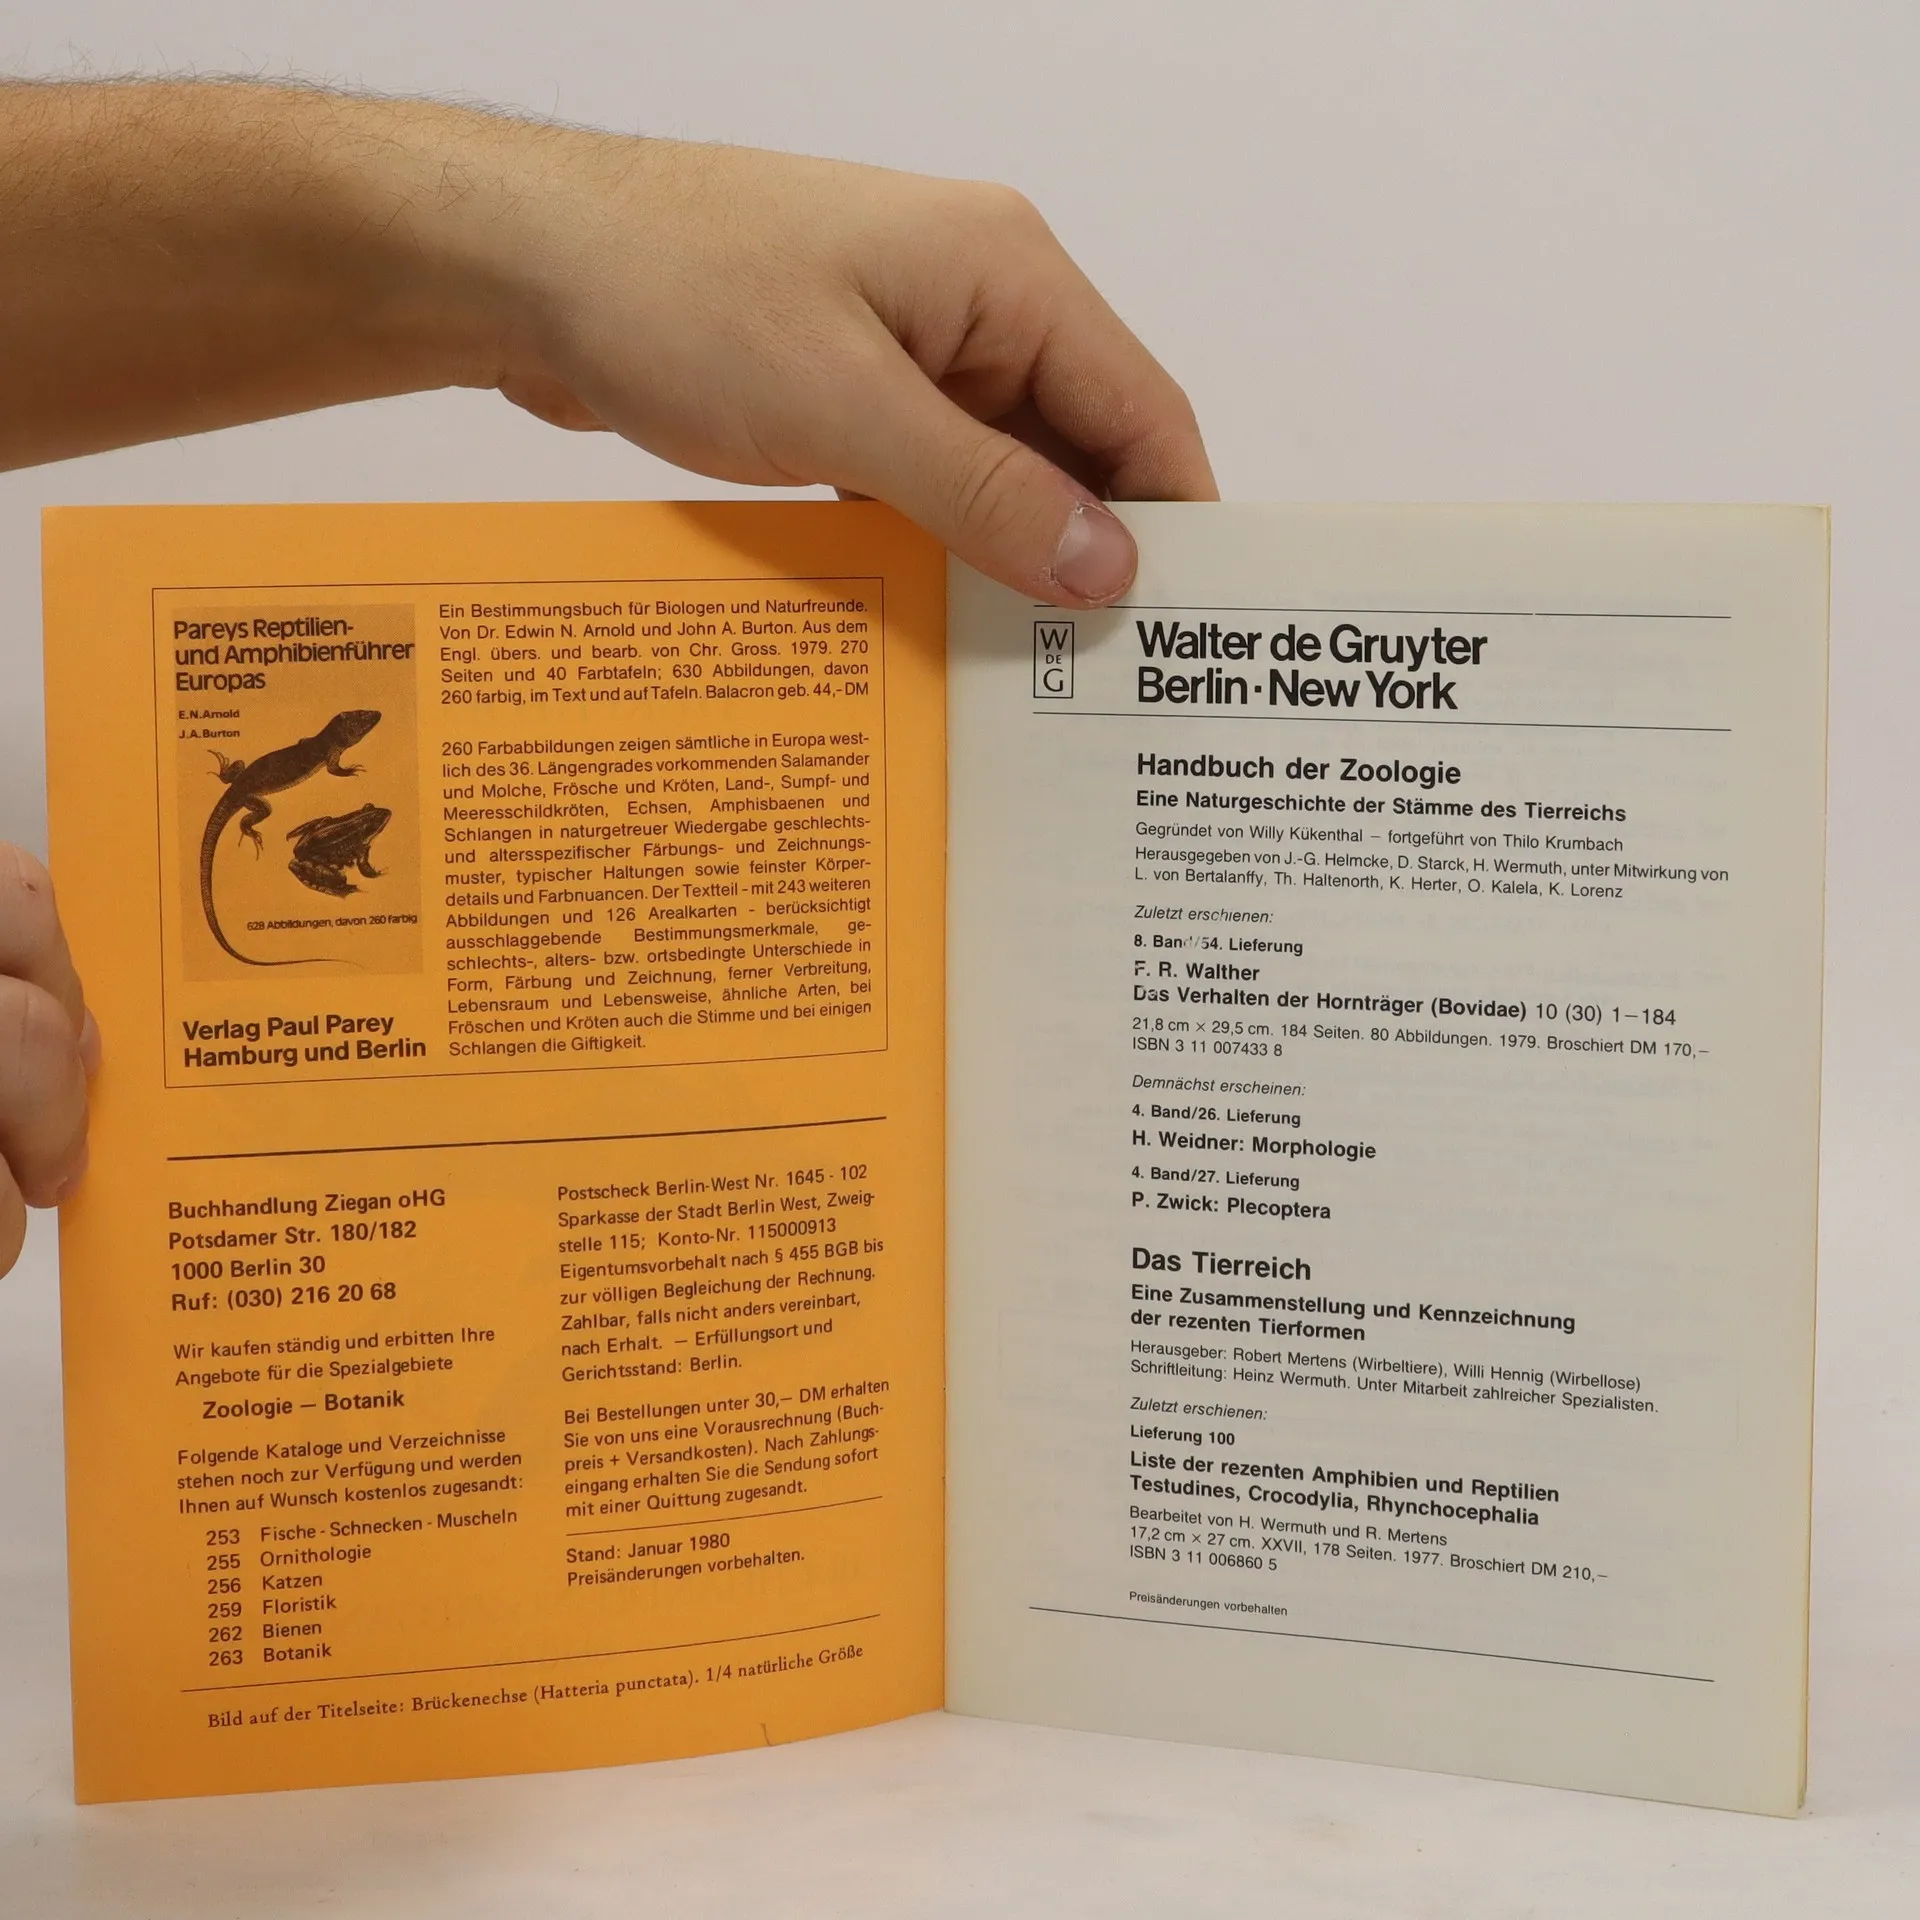 Pareys Reptilien-
und Amphibienführer
Europas
E.N.Arnold
J.A.Burton
628 Abbildungen, davon 260 farbig
Verlag Paul Parey
Hamburg und Berlin
Ein Bestimmungsbuch für Biologen und Naturfreunde.
Von Dr. Edwin N. Arnold und John A. Burton. Aus dem
Engl. übers. und bearb. von Chr. Gross. 1979. 270
Seiten und 40 Farbtafeln; 630 Abbildungen, davon
260 farbig, im Text und auf Tafeln. Balacron geb. 44,-DM
260 Farbabbildungen zeigen sämtliche in Europa west-
lich des 36. Längengrades vorkommenden Salamander
und Molche, Frösche und Kröten, Land-, Sumpf- und
Meeresschildkröten, Echsen, Amphisbaenen und
Schlangen in naturgetreuer Wiedergabe geschlechts-
und altersspezifischer Färbungs- und Zeichnungs-
muster, typischer Haltungen sowie feinster Körper-
details und Farbnuancen. Der Textteil - mit 243 weiteren
Abbildungen und 126 Arealkarten - berücksichtigt
ausschlaggebende Bestimmungsmerkmale, ge-
schlechts-, alters- bzw. ortsbedingte Unterschiede in
Form, Färbung und Zeichnung, ferner Verbreitung,
Lebensraum und Lebensweise, ähnliche Arten, bei
Fröschen und Kröten auch die Stimme und bei einigen
Schlangen die Giftigkeit.
Buchhandlung Ziegan oHG
Potsdamer Str. 180/182
1000 Berlin 30
Ruf: (030) 216 20 68
Wir kaufen ständig und erbitten Ihre
Angebote für die Spezialgebiete
Zoologie – Botanik
Folgende Kataloge und Verzeichnisse
stehen noch zur Verfügung und werden
Ihnen auf Wunsch kostenlos zugesandt:
253 Fische - Schnecken - Muscheln
255 Ornithologie
256 Katzen
259 Floristik
262 Bienen
263 Botanik
Postscheck Berlin-West Nr. 1645 - 102
Sparkasse der Stadt Berlin West, Zweig-
stelle 115; Konto-Nr. 115000913
Eigentumsvorbehalt nach § 455 BGB bis
zur völligen Begleichung der Rechnung.
Zahlbar, falls nicht anders vereinbart,
nach Erhalt. – Erfüllungsort und
Gerichtsstand: Berlin.
Bei Bestellungen unter 30,– DM erhalten
Sie von uns eine Vorausrechnung (Buch-
preis + Versandkosten). Nach Zahlungs-
eingang erhalten Sie die Sendung sofort
mit einer Quittung zugesandt.
Stand: Januar 1980
Preisänderungen vorbehalten.
Bild auf der Titelseite: Brückenechse (Hatteria punctata). 1/4 natürliche Größe
W
DE
G
Walter de Gruyter
Berlin · New York
Handbuch der Zoologie
Eine Naturgeschichte der Stämme des Tierreichs
Gegründet von Willy Kükenthal – fortgeführt von Thilo Krumbach
Herausgegeben von J.-G. Helmcke, D. Starck, H. Wermuth, unter Mitwirkung von
L. von Bertalanffy, Th. Haltenorth, K. Herter, O. Kalela, K. Lorenz
Zuletzt erschienen:
8. Band/54. Lieferung
F. R. Walther
Das Verhalten der Hornträger (Bovidae) 10 (30) 1–184
21,8 cm × 29,5 cm. 184 Seiten. 80 Abbildungen. 1979. Broschiert DM 170,–
ISBN 3 11 007433 8
Demnächst erscheinen:
4. Band/26. Lieferung
H. Weidner: Morphologie
4. Band/27. Lieferung
P. Zwick: Plecoptera
Das Tierreich
Eine Zusammenstellung und Kennzeichnung
der rezenten Tierformen
Herausgeber: Robert Mertens (Wirbeltiere), Willi Hennig (Wirbellose)
Schriftleitung: Heinz Wermuth. Unter Mitarbeit zahlreicher Spezialisten.
Zuletzt erschienen:
Lieferung 100
Liste der rezenten Amphibien und Reptilien
Testudines, Crocodylia, Rhynchocephalia
Bearbeitet von H. Wermuth und R. Mertens
17,2 cm × 27 cm. XXVII, 178 Seiten. 1977. Broschiert DM 210,–
ISBN 3 11 006860 5
Preisänderungen vorbehalten